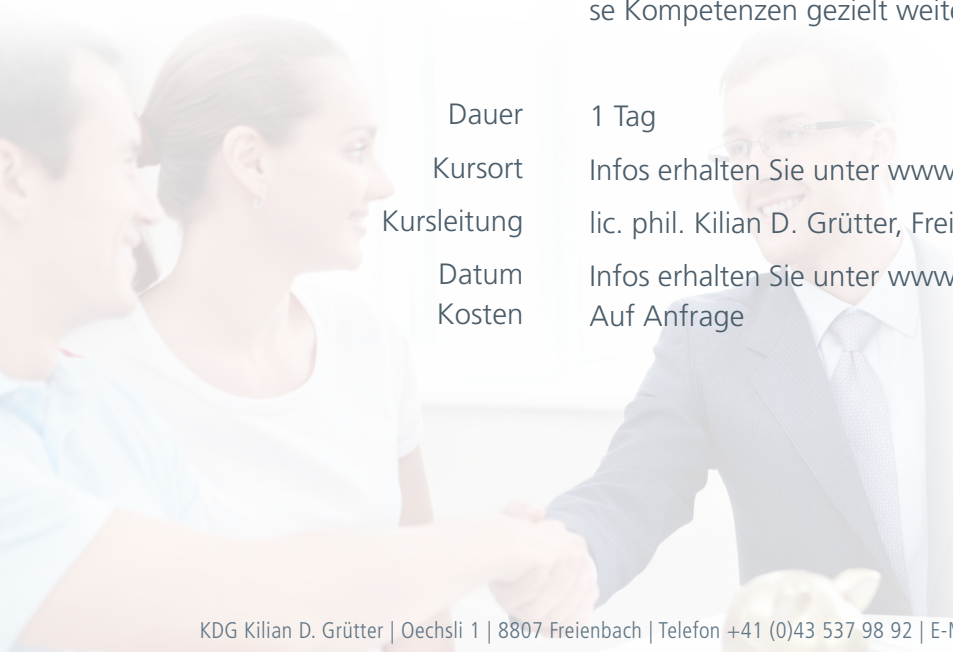 se Kompetenzen gezielt weite
Dauer 1 Tag
Kursort Infos erhalten Sie unter www
Kursleitung lic. phil. Kilian D. Grütter, Frei
Datum Infos erhalten Sie unter www
Kosten Auf Anfrage
KDG Kilian D. Grütter | Oechsli 1 | 8807 Freienbach | Telefon +41 (0)43 537 98 92 | E-M